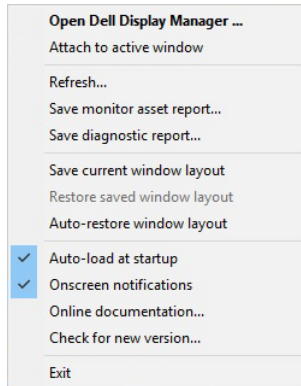 Open Dell Display Manager ...
Attach to active window
Refresh...
Save monitor asset report...
Save diagnostic report...
Save current window layout
Restore saved window layout
Auto-restore window layout
Auto-load at startup
Onscreen notifications
Online documentation...
Check for new version...
Exit